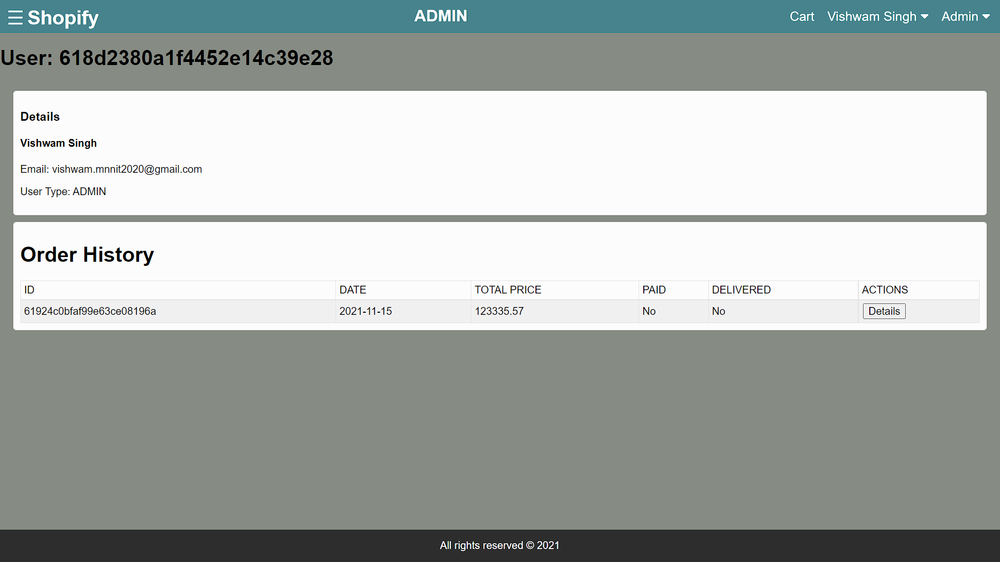 ☰ Shopify ADMIN Cart Vishwam Singh Admin
User: 618d2380a1f4452e14c39e28
Details
Vishwam Singh
Email: vishwam.mnnit2020@gmail.com
User Type: ADMIN
Order History
ID DATE TOTAL PRICE PAID DELIVERED ACTIONS
61924c0bfaf99e63ce08196a 2021-11-15 123335.57 No No Details
All rights reserved © 2021